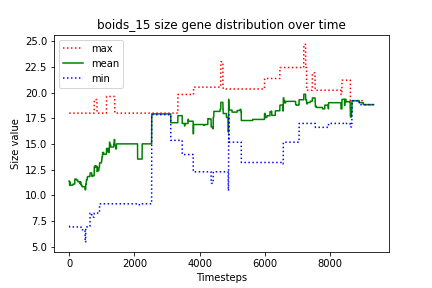 boids_15 size gene distribution over time
max
mean
min
Size value
25.0
22.5
20.0
17.5
15.0
12.5
10.0
7.5
5.0
0 2000 4000 6000 8000
Timesteps